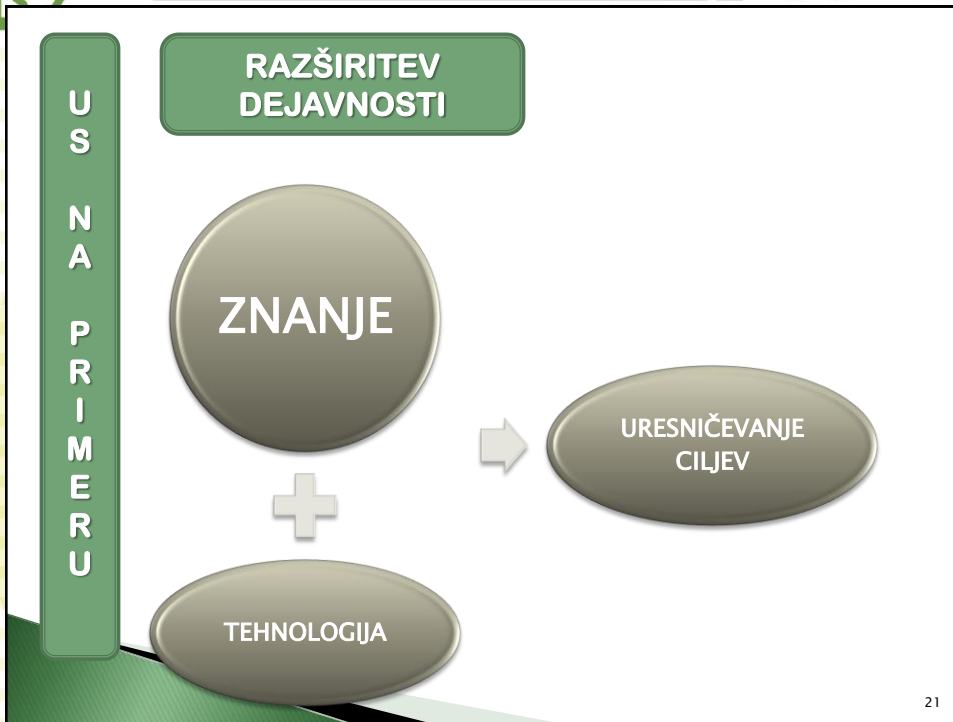 U
S
N
A
P
R
I
M
E
R
U
RAZŠIRITEV
DEJAVNOSTI
ZNANJE
TEHNOLOGIJA
URESNIČEVANJE
CILJEV
21